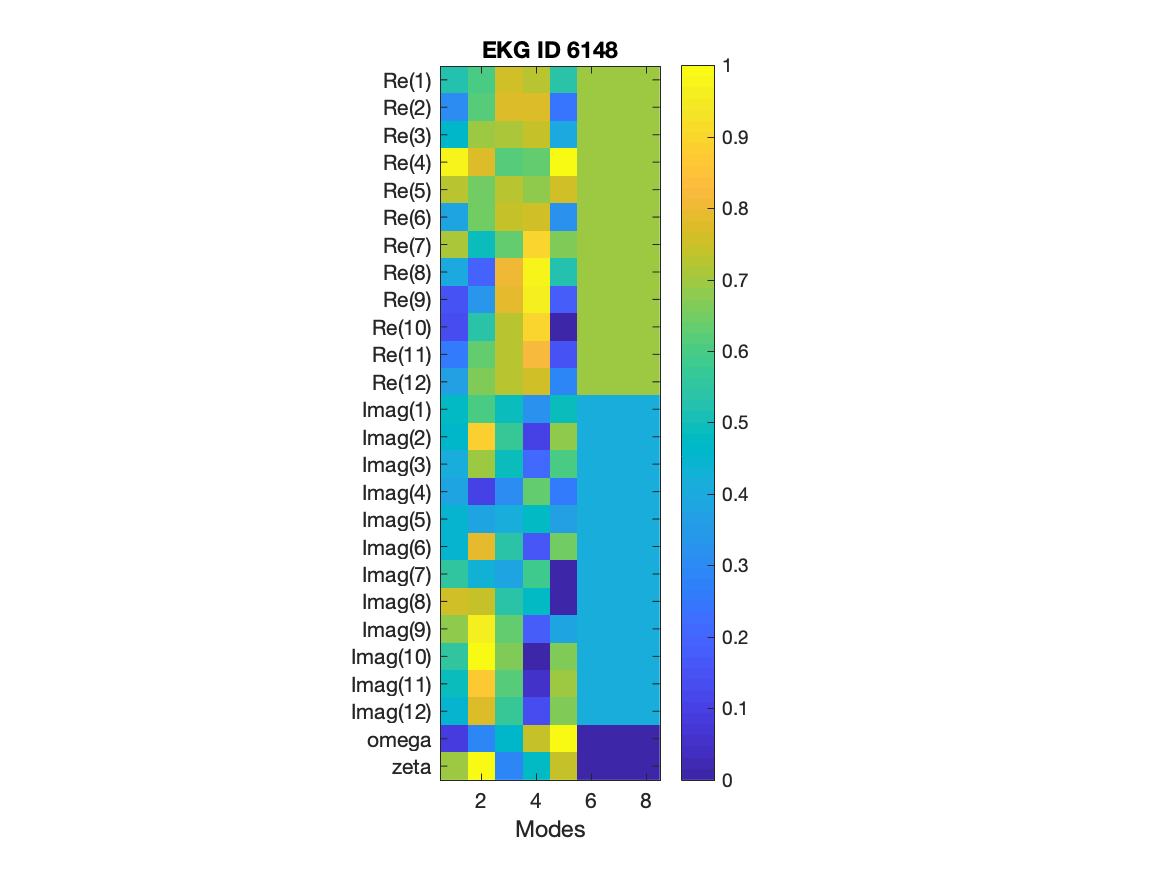 EKG ID 6148
Re(1)
Re(2)
Re(3)
Re(4)
Re(5)
Re(6)
Re(7)
Re(8)
Re(9)
Re(10)
Re(11)
Re(12)
Imag(1)
Imag(2)
Imag(3)
Imag(4)
Imag(5)
Imag(6)
Imag(7)
Imag(8)
Imag(9)
Imag(10)
Imag(11)
Imag(12)
omega
zeta
2 4 6 8
Modes
1
0.9
0.8
0.7
0.6
0.5
0.4
0.3
0.2
0.1
0